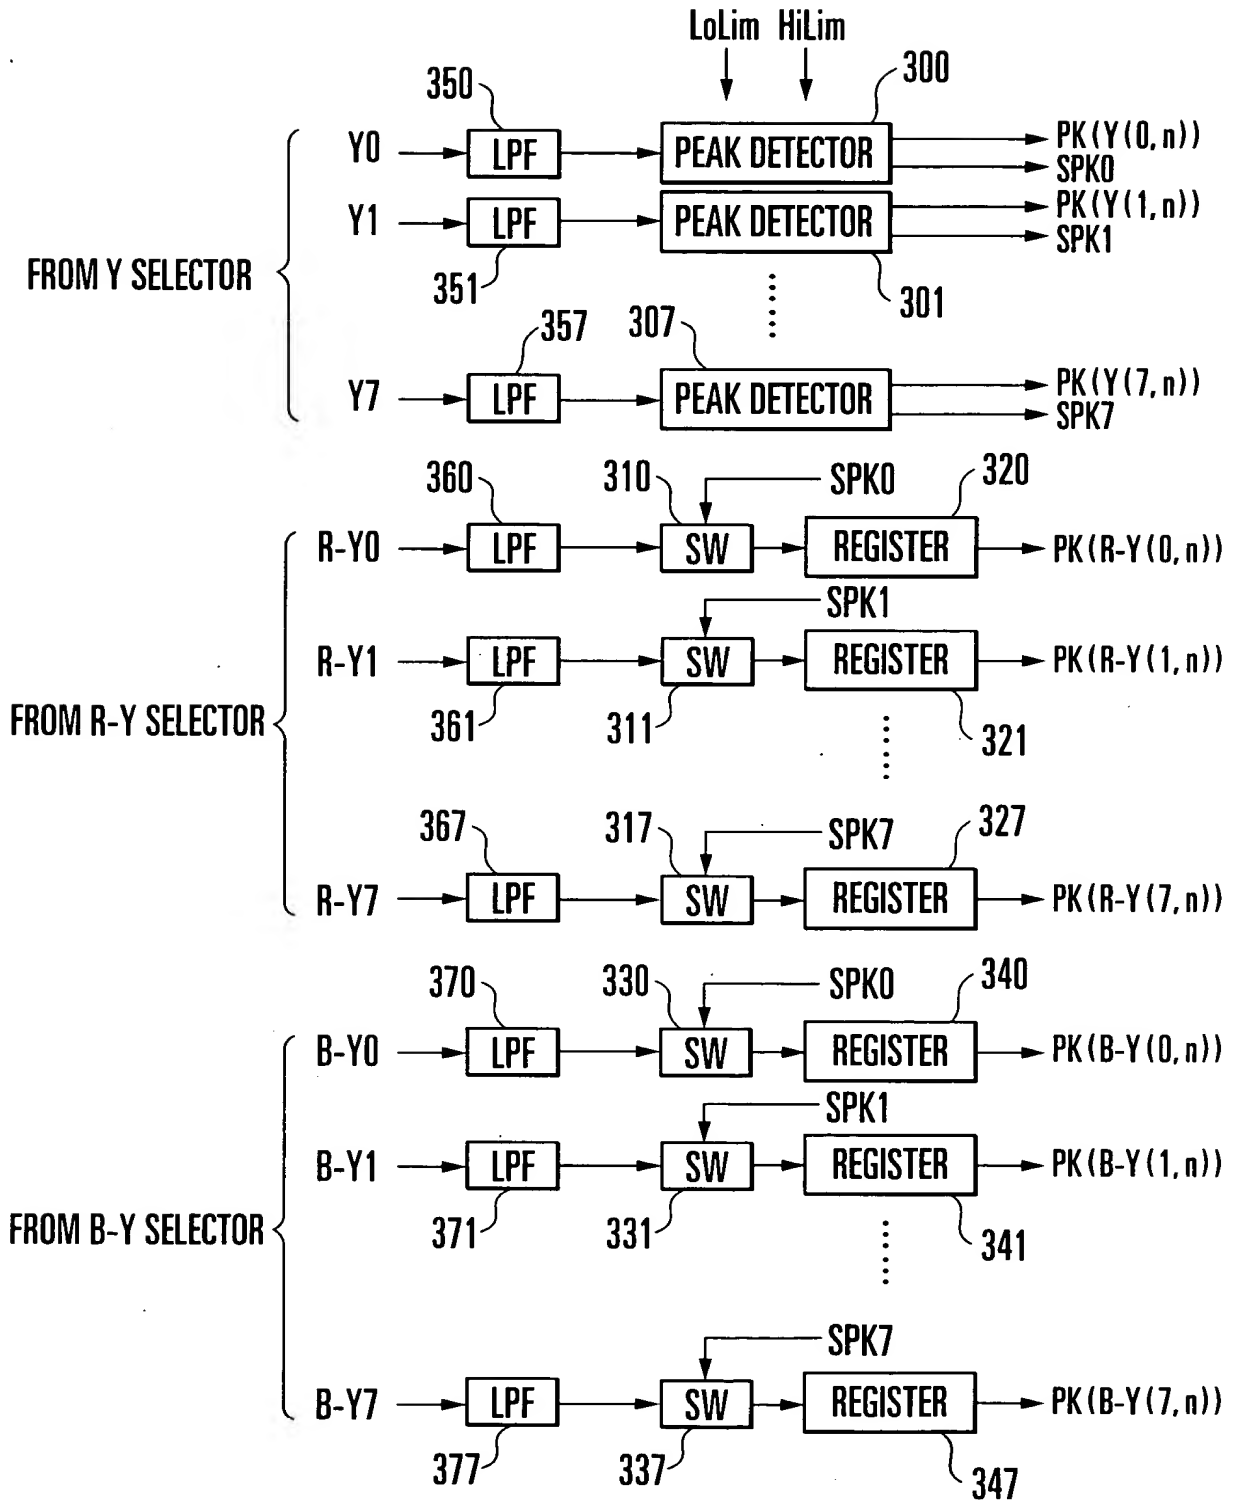 LoLim HiLim
350 300
Y0 LPF PEAK DETECTOR PK(Y(0,n))
SPK0
Y1 LPF PEAK DETECTOR PK(Y(1,n))
SPK1
351 301
FROM Y SELECTOR
357 307
Y7 LPF PEAK DETECTOR PK(Y(7,n))
SPK7
360 310 SPK0 320
R-Y0 LPF SW REGISTER PK(R-Y(0,n))
SPK1
R-Y1 LPF SW REGISTER PK(R-Y(1,n))
361 311 321
FROM R-Y SELECTOR
367 317 SPK7 327
R-Y7 LPF SW REGISTER PK(R-Y(7,n))
370 330 SPK0 340
B-Y0 LPF SW REGISTER PK(B-Y(0,n))
SPK1
B-Y1 LPF SW REGISTER PK(B-Y(1,n))
371 331 341
FROM B-Y SELECTOR
SPK7
B-Y7 LPF SW REGISTER PK(B-Y(7,n))
377 337 347